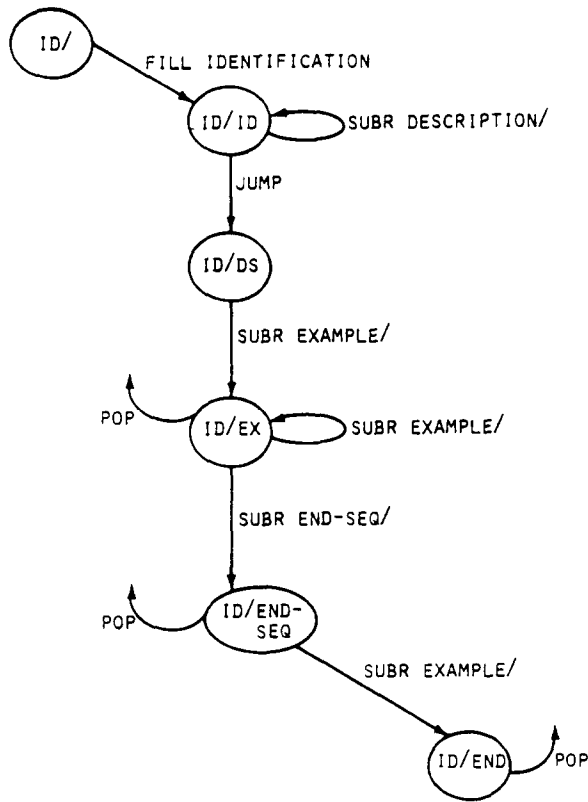 ID/
FILL IDENTIFICATION
ID/ID
SUBR DESCRIPTION/
JUMP
ID/DS
SUBR EXAMPLE/
POP
ID/EX
SUBR EXAMPLE/
SUBR END-SEQ/
POP
ID/END-
SEQ
SUBR EXAMPLE/
ID/END
POP